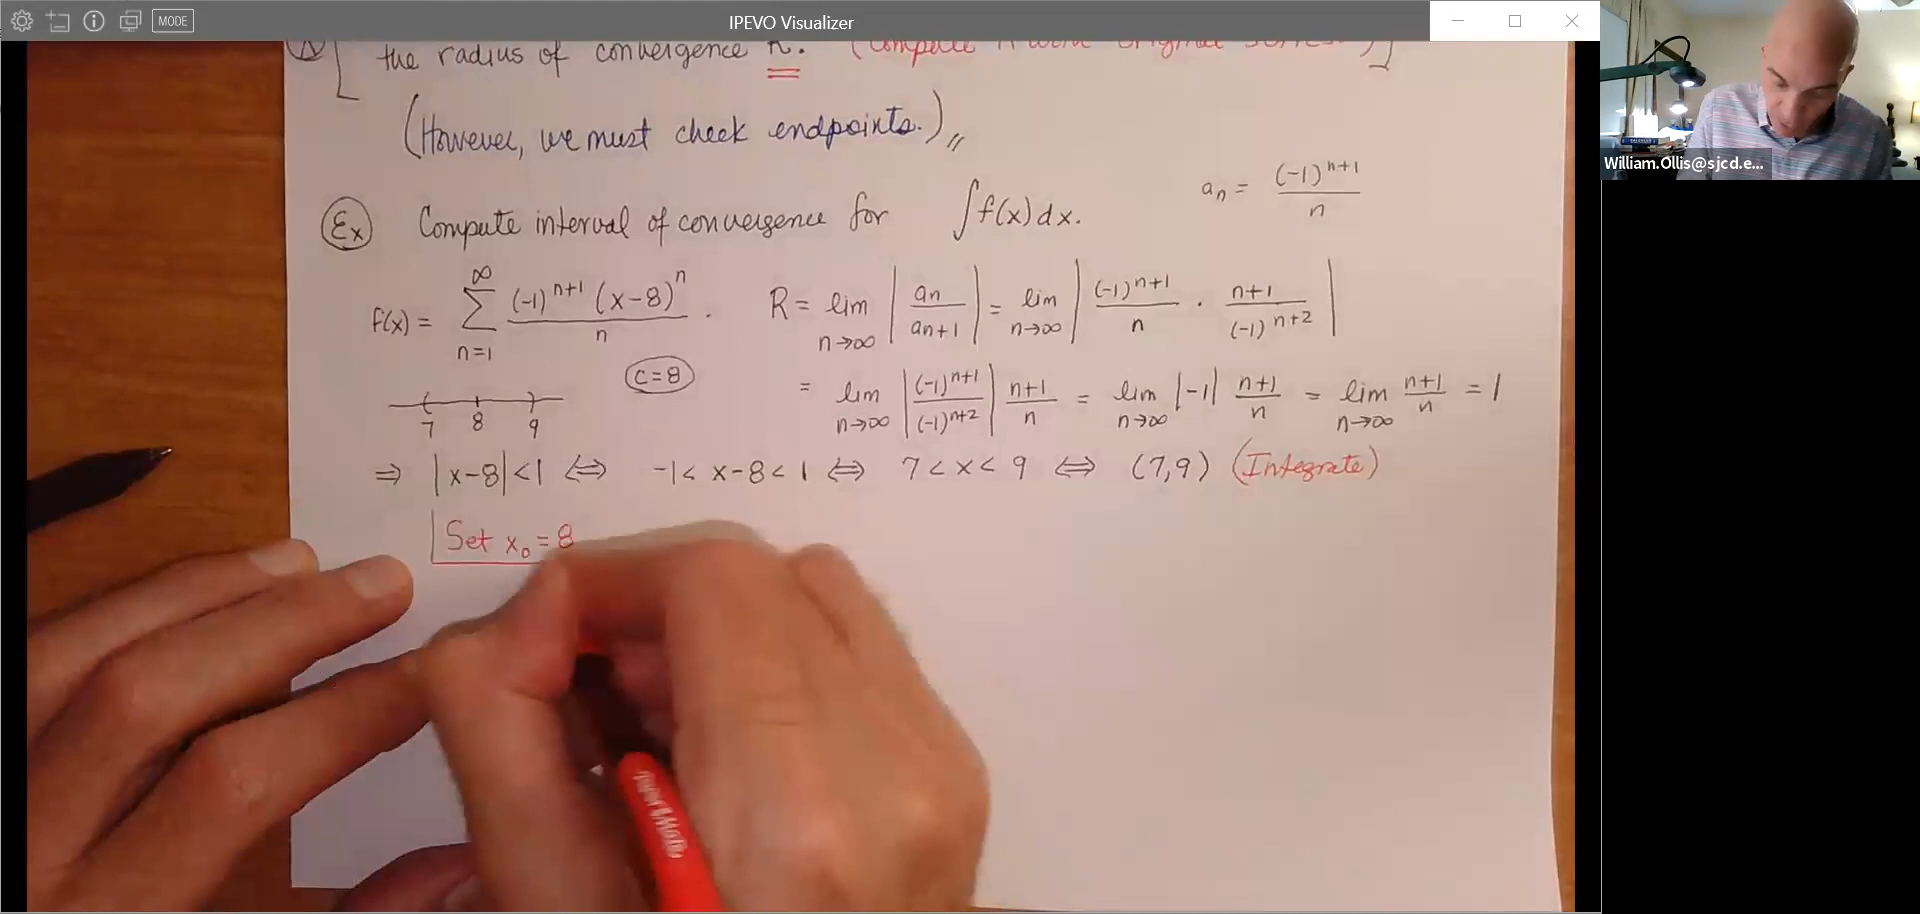 MODE
IPEVO Visualizer
the radius of convergence R. (Compute R
(However, we must check endpoints.)
William.Ollis@sjcd.e...
Ex Compute interval of convergence for ∫f(x)dx.
aₙ = (-1)ⁿ⁺¹ / n
f(x) = ∑_{n=1}^{∞} (-1)^{n+1} (x-8)^n / n .
R = lim_{n→∞} | aₙ / aₙ₊₁ | = lim_{n→∞} | (-1)^{n+1} / n · n+1 / (-1)^{n+2} |
c=8
= lim_{n→∞} | (-1)^{n+1} / (-1)^{n+2} | n+1 / n = lim_{n→∞} |-1| n+1 / n = lim_{n→∞} n+1 / n = 1
7 8 9
⇒ |x-8|<1 ⇔ -1< x-8 < 1 ⇔ 7 < x < 9 ⇔ (7,9) (Integrate)
Set x₀ = 8
PaperMate